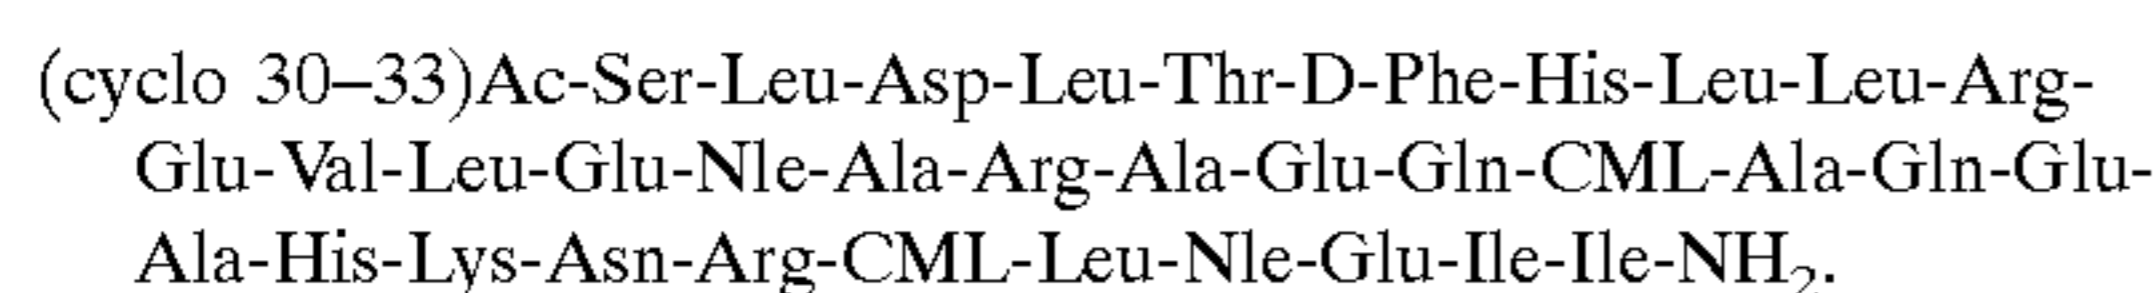 (cyclo 30–33)Ac-Ser-Leu-Asp-Leu-Thr-D-Phe-His-Leu-Leu-Arg-
Glu-Val-Leu-Glu-Nle-Ala-Arg-Ala-Glu-Gln-CML-Ala-Gln-Glu-
Ala-His-Lys-Asn-Arg-CML-Leu-Nle-Glu-Ile-Ile-NH₂.